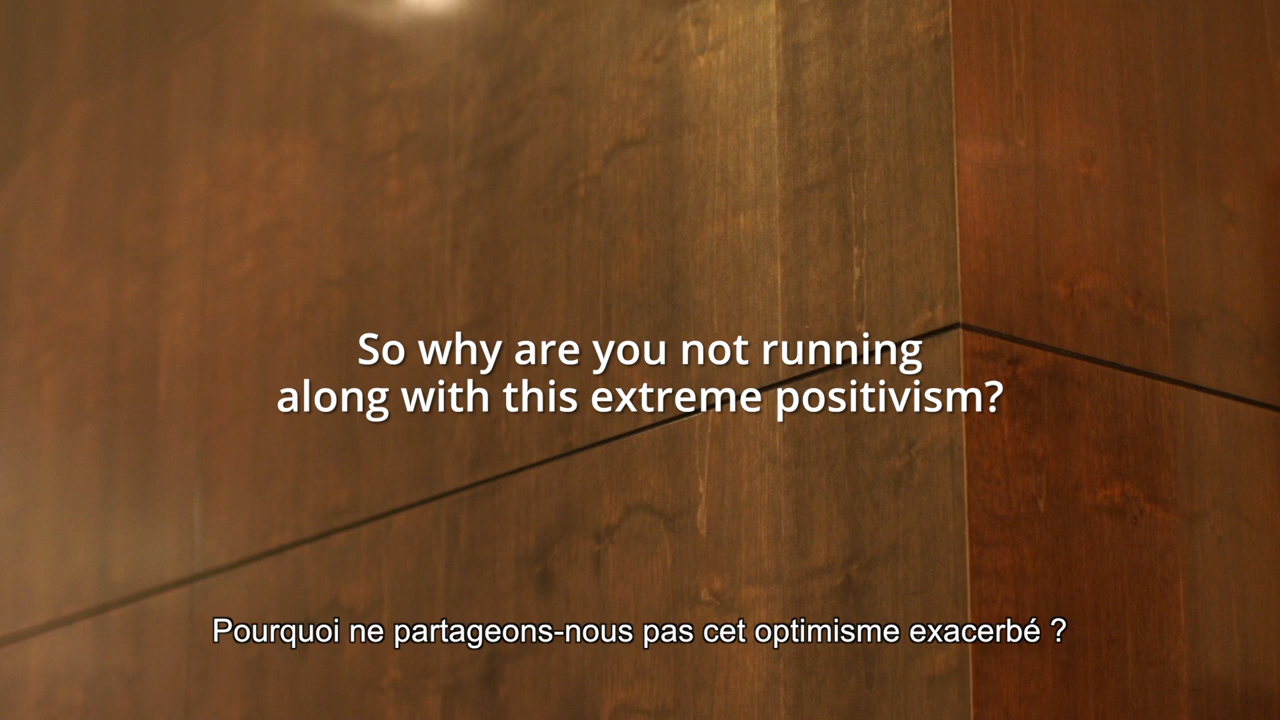 So why are you not running
along with this extreme positivism?
Pourquoi ne partageons-nous pas cet optimisme exacerbé ?